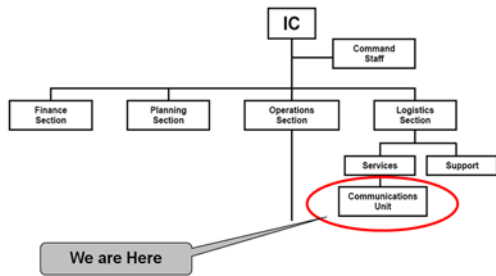 IC
Command
Staff
Finance
Section
Planning
Section
Operations
Section
Logistics
Section
Services
Support
Communications
Unit
We are Here